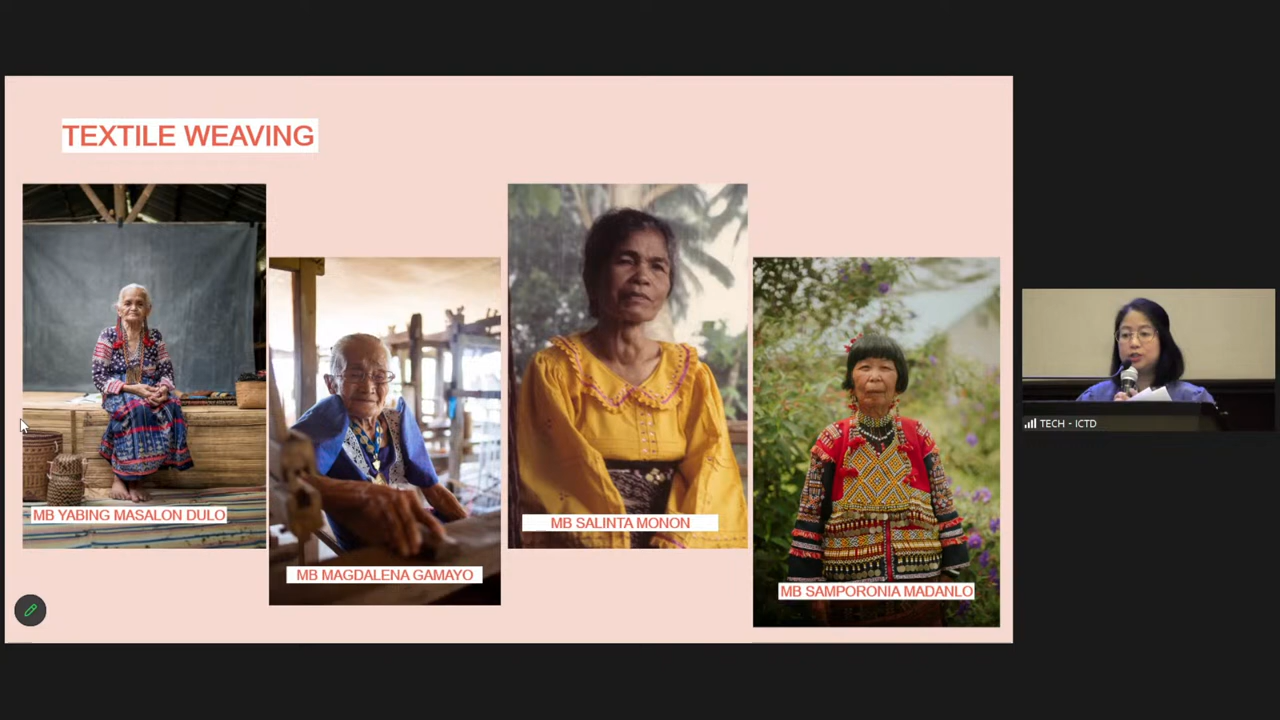 TEXTILE WEAVING
MB YABING MASALON DULO
MB MAGDALENA GAMAYO
MB SALINTA MONON
MB SAMPORONIA MADANLO
TECH - ICTD